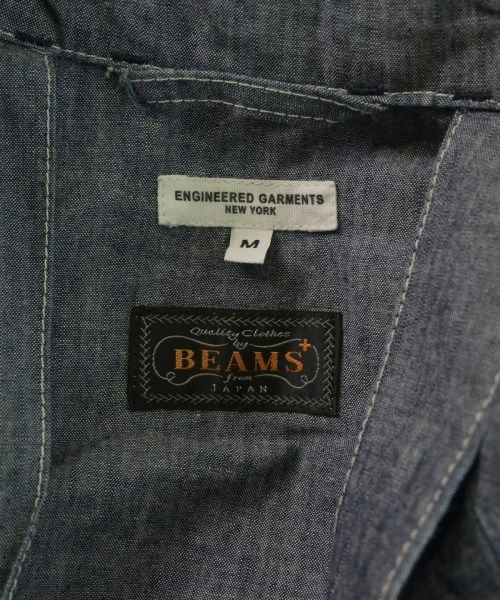 ENGINEERED GARMENTS
NEW YORK
M
Quality Clothes
by
BEAMS+
from
JAPAN